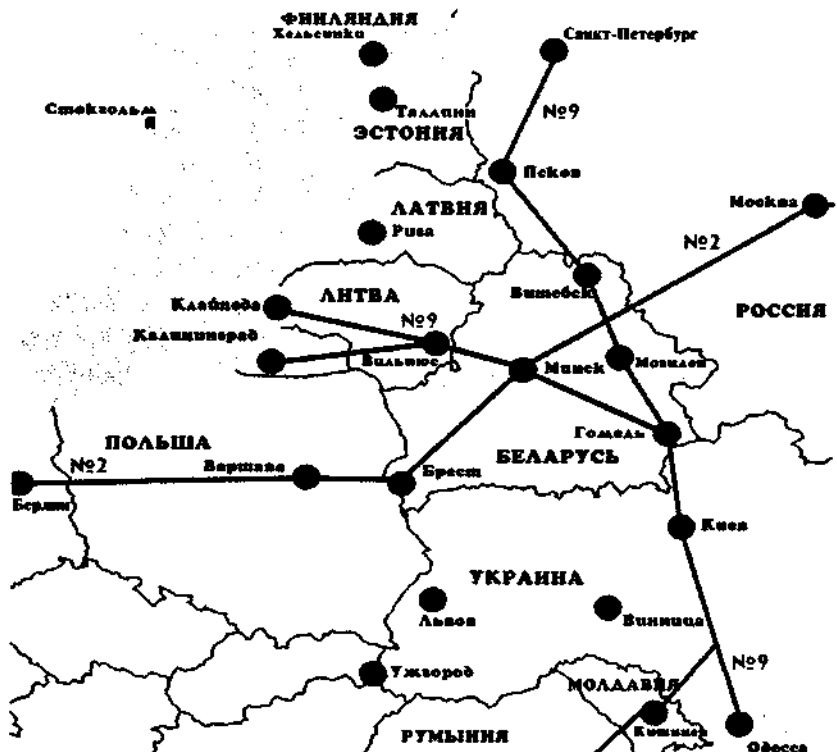 ФИНЛЯНДИЯ
Хельсинки
Санкт-Петербург
Стокгольм
Я
Таллинн
№9
ЭСТОНИЯ
Псков
Москва
ЛАТВИЯ
Рига
№2
Витебск
Клайпеда
ЛИТВА
РОССИЯ
№9
Калининград
Вильнюс
Минск
Могилев
Гомель
ПОЛЬША
БЕЛАРУСЬ
№2
Варшава
Брест
Берлин
Киев
УКРАИНА
Львов
Винница
Ужгород
№9
МОЛДАВИЯ
Кишинев
РУМЫНИЯ
Одесса